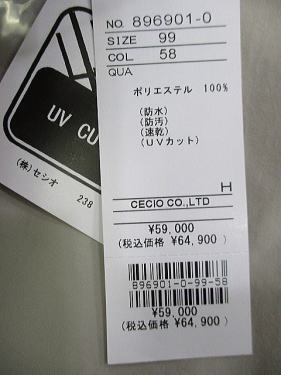 NO. 896901-0
SIZE 99
COL 58
QUA
ポリエステル 100%
(防水)
(防汚)
(速乾)
(UVカット)
H
CECIO CO.,LTD
¥59,000
(税込価格 ¥64,900)
896901-0-99-58
¥59,000
(税込価格 ¥64,900)
UV CU
(株)セシオ
238